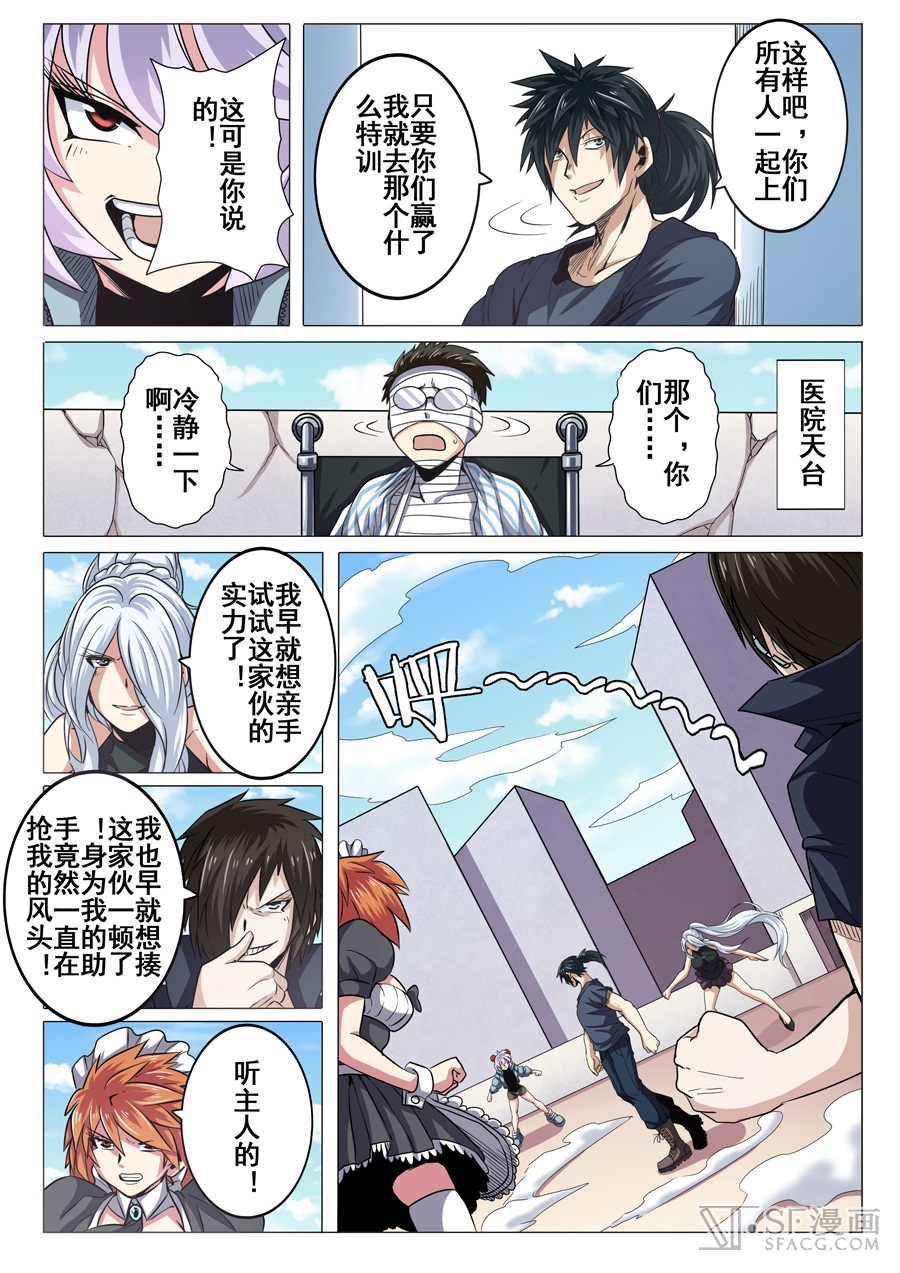 这样吧，你们
所有人一起上
只要你们赢了
我就去那个什
么特训
这可是你说
的！
医院天台
那个，你
们……
冷静一下
啊……
呼
我早就想亲手
试试这家伙的
实力了！
我也早就想揍
这家伙一顿了
！身为我的助
手竟然一直在
抢我的风头！
听主人的！
SF漫画
SFACG.COM